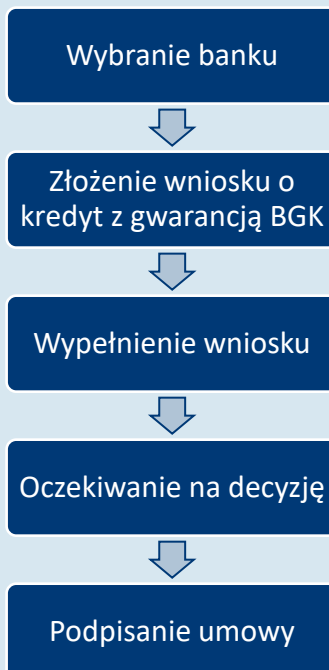 Wybranie banku
Złożenie wniosku o
kredyt z gwarancją BGK
Wypełnienie wniosku
Oczekiwanie na decyzję
Podpisanie umowy